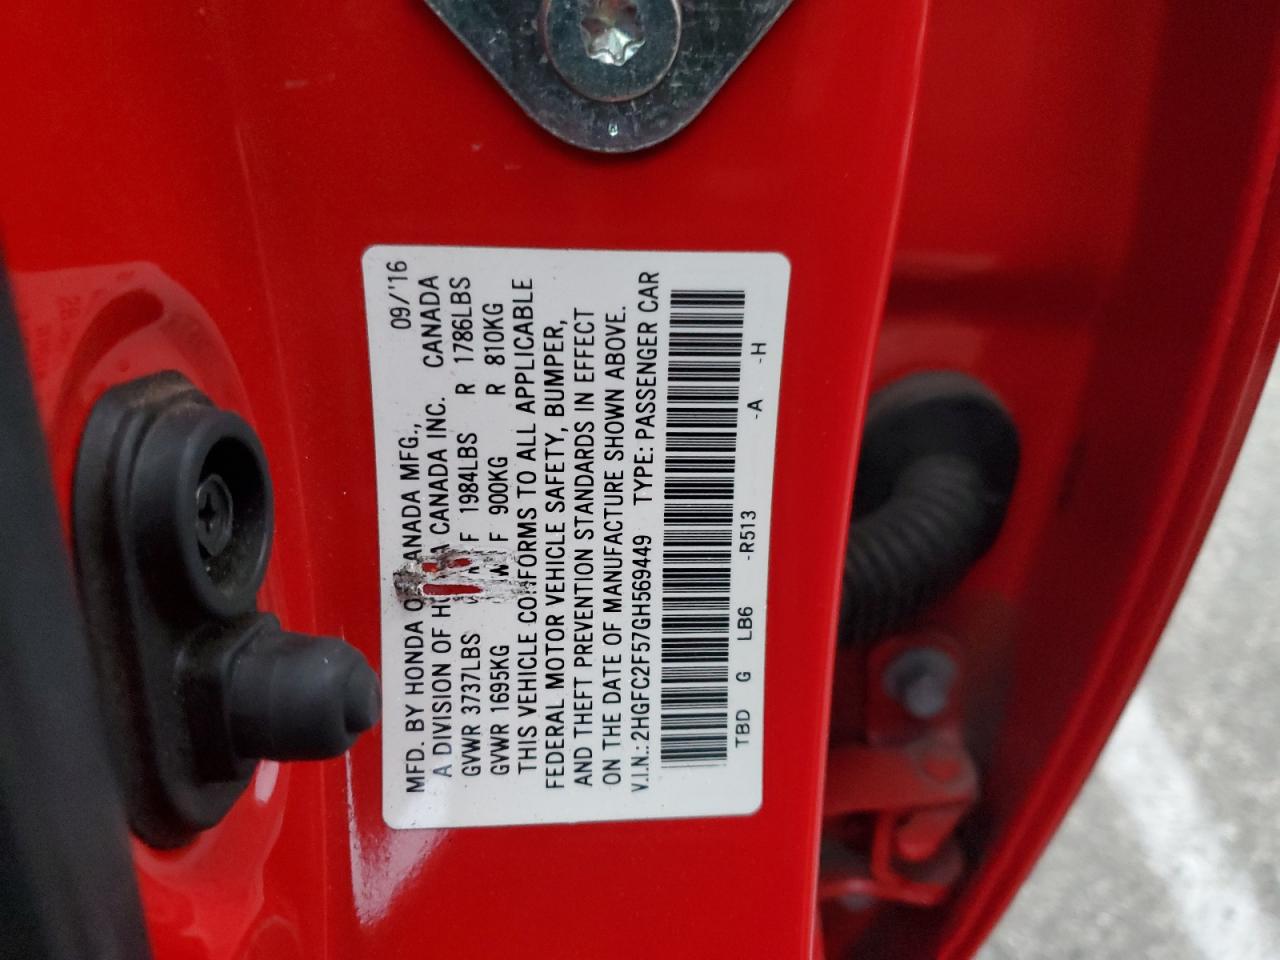 09/'16
MFD. BY HONDA OF CANADA MFG.,
A DIVISION OF HONDA CANADA INC. CANADA
GVWR 3737LBS F 1984LBS R 1786LBS
GVWR 1695KG F 900KG R 810KG
THIS VEHICLE CONFORMS TO ALL APPLICABLE
FEDERAL MOTOR VEHICLE SAFETY, BUMPER,
AND THEFT PREVENTION STANDARDS IN EFFECT
ON THE DATE OF MANUFACTURE SHOWN ABOVE.
V.I.N.: 2HGFC2F57GH569449 TYPE: PASSENGER CAR
TBD G LB6 -R513 -A -H